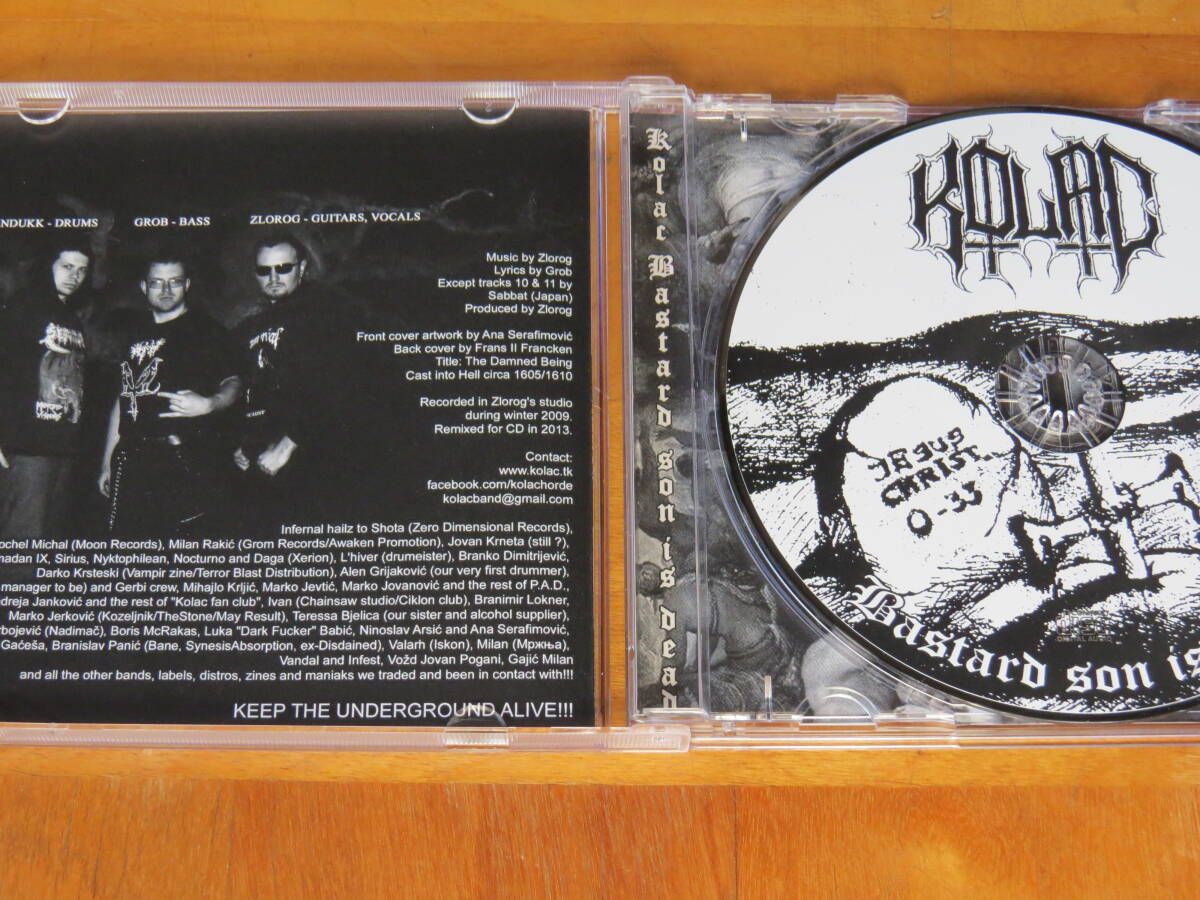 NDUKK - DRUMS GROB - BASS ZLOROG - GUITARS, VOCALS
Music by Zlorog
Lyrics by Grob
Except tracks 10 & 11 by
Sabbat (Japan)
Produced by Zlorog
Front cover artwork by Ana Serafimović
Back cover by Frans II Francken
Title: The Damned Being
Cast into Hell circa 1605/1610
Recorded in Zlorog's studio
during winter 2009.
Remixed for CD in 2013.
Contact:
www.kolac.tk
facebook.com/kolachorde
kolacband@gmail.com
Infernal hailz to Shota (Zero Dimensional Records),
ochel Michal (Moon Records), Milan Rakić (Grom Records/Awaken Promotion), Jovan Krneta (still ?),
madan IX, Sirius, Nyktophilean, Nocturno and Daga (Xerion), L'hiver (drumeister), Branko Dimitrijević,
Darko Krsteski (Vampir zine/Terror Blast Distribution), Alen Grijaković (our very first drummer),
manager to be) and Gerbi crew, Mihajlo Krljić, Marko Jevtić, Marko Jovanović and the rest of P.A.D.,
dreja Janković and the rest of "Kolac fan club", Ivan (Chainsaw studio/Ciklon club), Branimir Lokner,
Marko Jerković (Kozeljnik/TheStone/May Result), Teressa Bjelica (our sister and alcohol supplier),
rbojević (Nadimač), Boris McRakas, Luka "Dark Fucker" Babić, Ninoslav Arsić and Ana Serafimović,
Gaćeša, Branislav Panić (Bane, SynesisAbsorption, ex-Disdained), Valarh (Iskon), Milan (Мржња),
Vandal and Infest, Vožd Jovan Pogani, Gajić Milan
and all the other bands, labels, distros, zines and maniaks we traded and been in contact with!!!
KEEP THE UNDERGROUND ALIVE!!!
Kolac Bastard son is dead
KOLAC
JESUS
CHRIST
0-33
Bastard son is